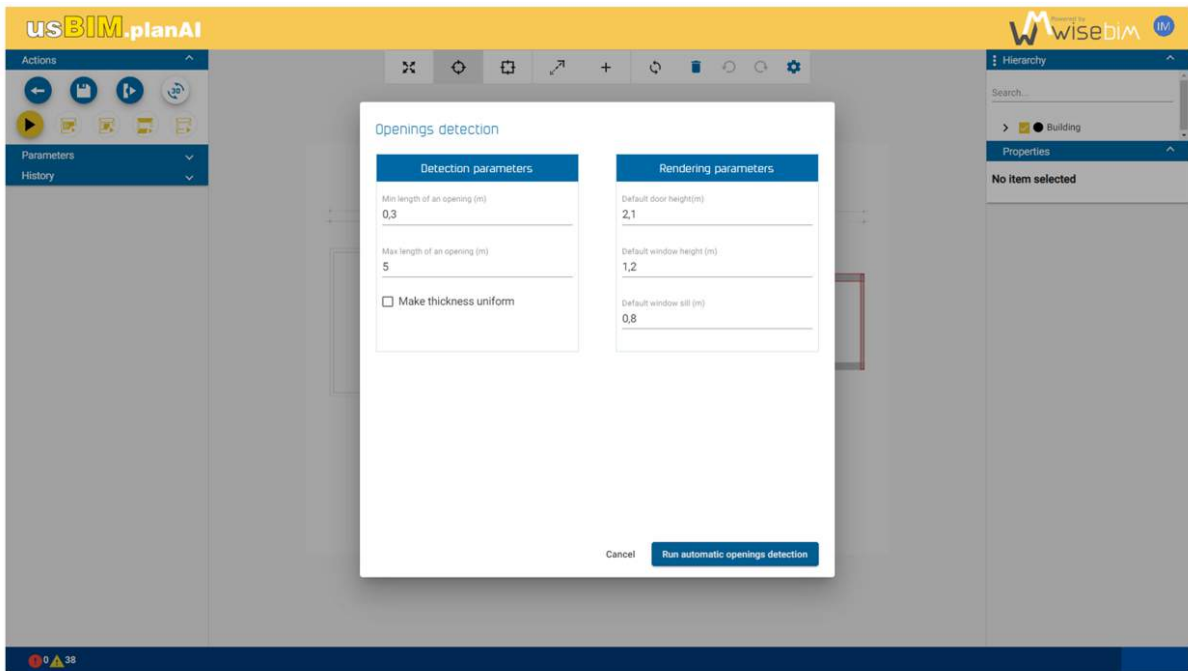 usBIM.planAI
Powered by
wisebim
IM
Actions
3D
Parameters
History
Hierarchy
Search...
Building
Properties
No item selected
Openings detection
Detection parameters
Min length of an opening (m)
0,3
Max length of an opening (m)
5
Make thickness uniform
Rendering parameters
Default door height(m)
2,1
Default window height (m)
1,2
Default window sill (m)
0,8
Cancel
Run automatic openings detection
0 38